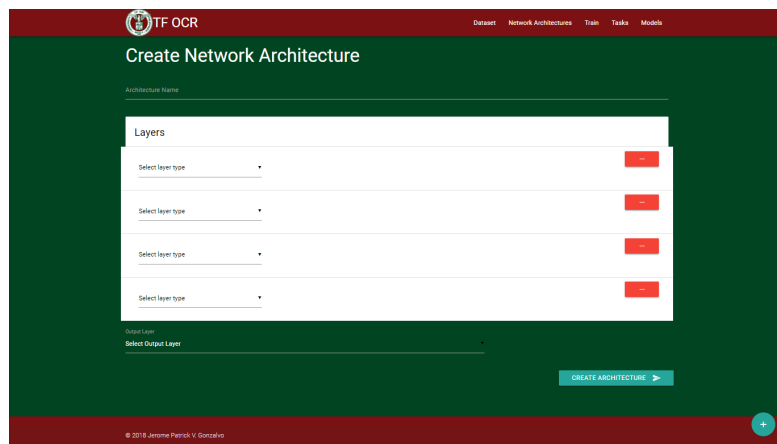 TF OCR
Dataset Network Architectures Train Tasks Models
Create Network Architecture
Architecture Name
Layers
Select layer type
Select layer type
Select layer type
Select layer type
Output Layer
Select Output Layer
CREATE ARCHITECTURE
© 2018 Jerome Patrick V. Gonzalvo